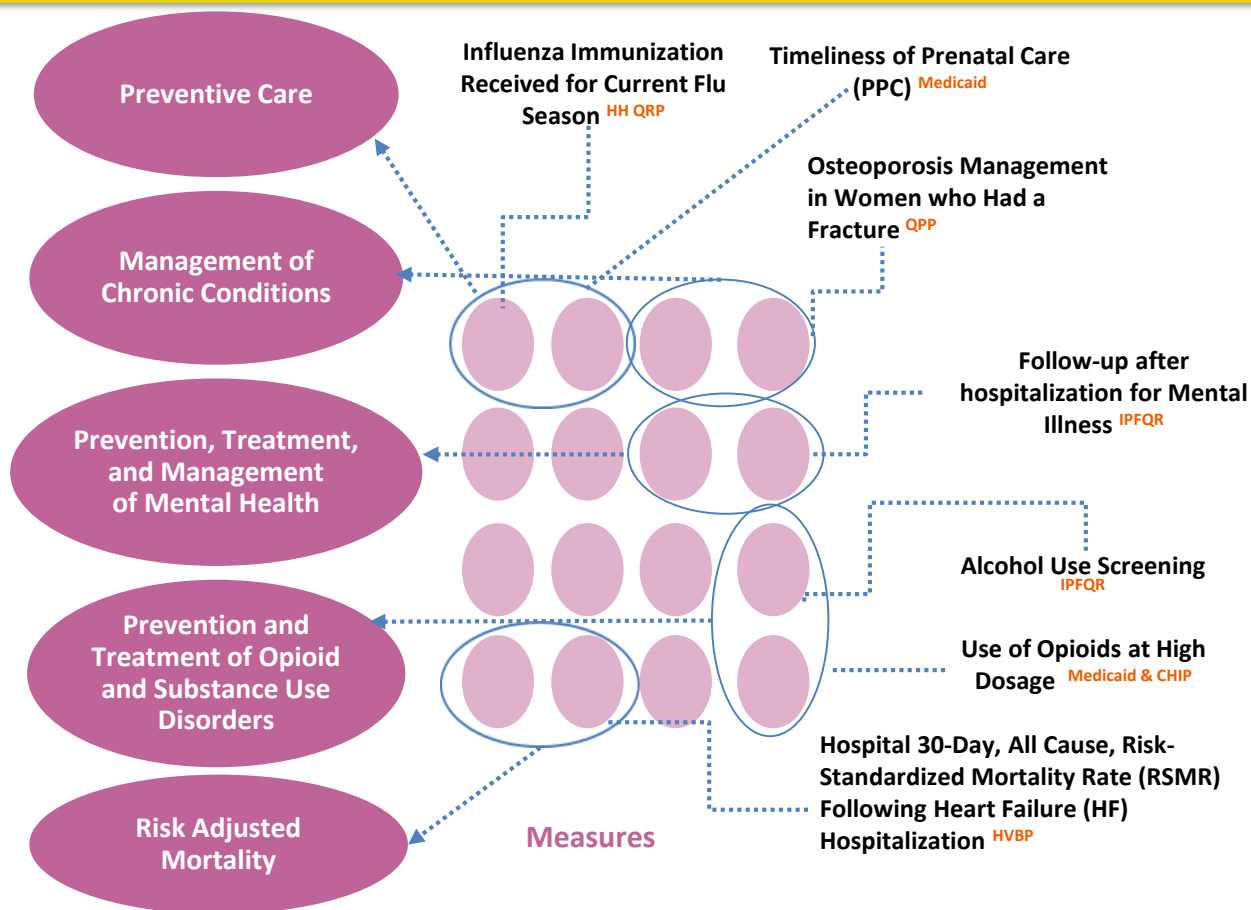 Preventive Care
Influenza Immunization
Received for Current Flu
Season HH QRP
Timeliness of Prenatal Care
(PPC) Medicaid
Osteoporosis Management
in Women who Had a
Fracture QPP
Management of
Chronic Conditions
Follow-up after
hospitalization for Mental
Illness IPFQR
Prevention, Treatment,
and Management
of Mental Health
Alcohol Use Screening
IPFQR
Prevention and
Treatment of Opioid
and Substance Use
Disorders
Use of Opioids at High
Dosage Medicaid & CHIP
Hospital 30-Day, All Cause, Risk-
Standardized Mortality Rate (RSMR)
Following Heart Failure (HF)
Hospitalization HVBP
Risk Adjusted
Mortality
Measures